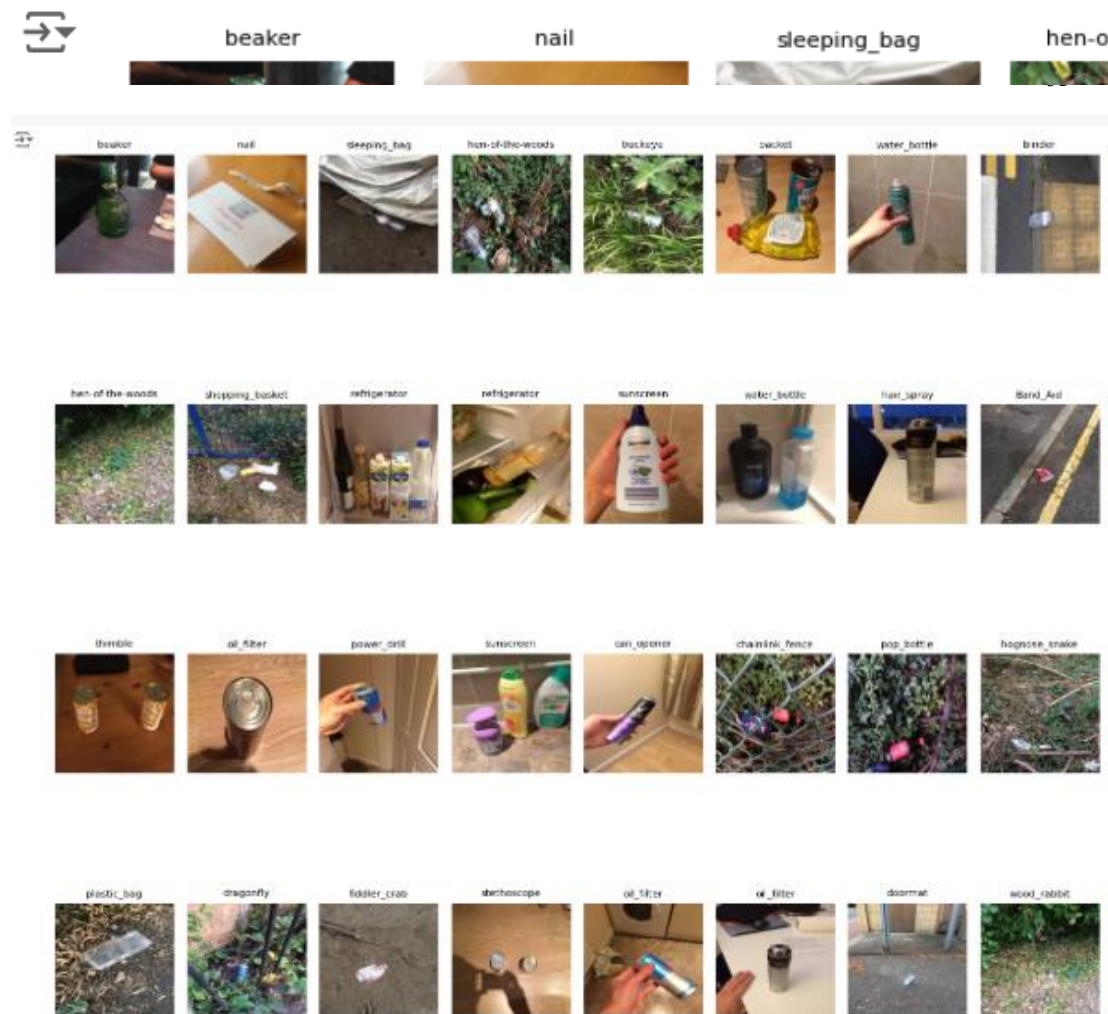 beaker nail sleeping_bag hen-o
beaker nail sleeping_bag hen-of-the-woods buckeye packet water_bottle binder
hen-of-the-woods shopping_basket refrigerator refrigerator sunscreen water_bottle hair_spray Band_Aid
thimble oil_filter power_drill sunscreen can_opener chainlink_fence pop_bottle hognose_snake
plastic_bag dragonfly fiddler_crab stethoscope oil_filter oil_filter doormat wood_rabbit